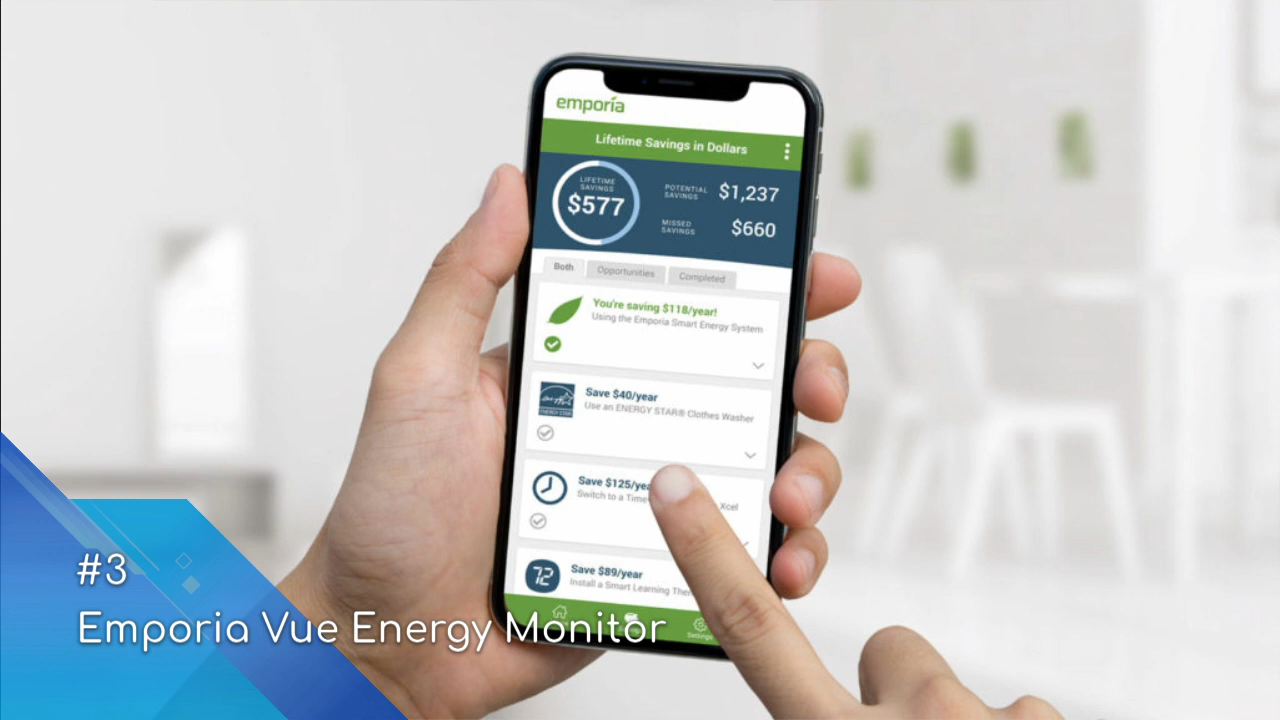 emporia
Lifetime Savings in Dollars
LIFETIME
SAVINGS
$577
POTENTIAL
SAVINGS
$1,237
MISSED
SAVINGS
$660
Both
Opportunities
Completed
You're saving $118/year!
Using the Emporia Smart Energy System
Save $40/year
Use an ENERGY STAR® Clothes Washer
ENERGY STAR
Save $125/yea
Switch to a Time
Xcel
72
Save $89/year
Install a Smart Learning Ther
Settings
#3
Emporia Vue Energy Monitor